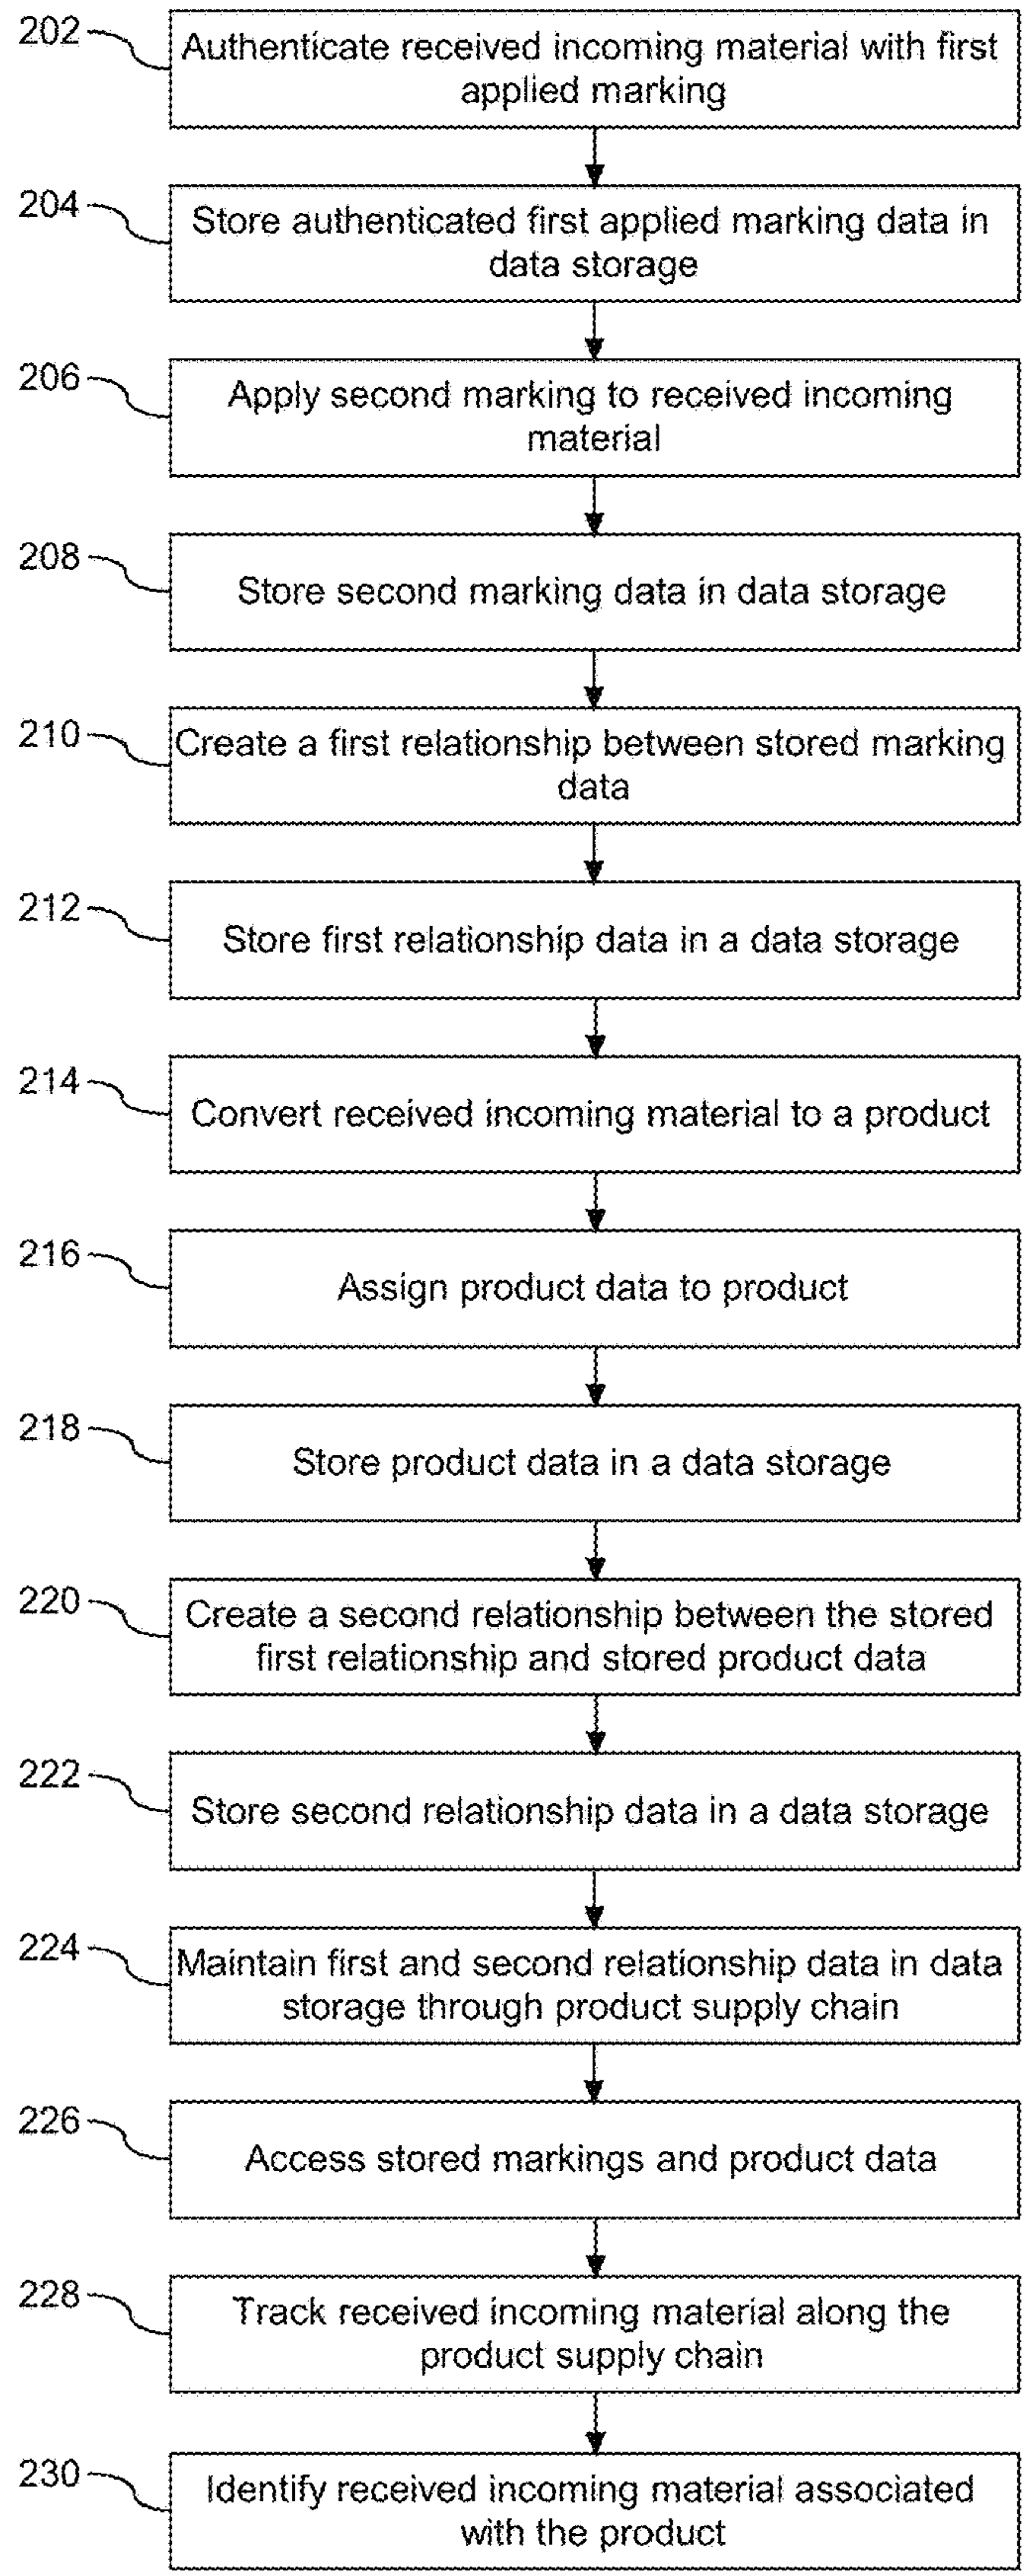 202
Authenticate received incoming material with first
applied marking
204
Store authenticated first applied marking data in
data storage
206
Apply second marking to received incoming
material
208
Store second marking data in data storage
210
Create a first relationship between stored marking
data
212
Store first relationship data in a data storage
214
Convert received incoming material to a product
216
Assign product data to product
218
Store product data in a data storage
220
Create a second relationship between the stored
first relationship and stored product data
222
Store second relationship data in a data storage
224
Maintain first and second relationship data in data
storage through product supply chain
226
Access stored markings and product data
228
Track received incoming material along the
product supply chain
230
Identify received incoming material associated
with the product